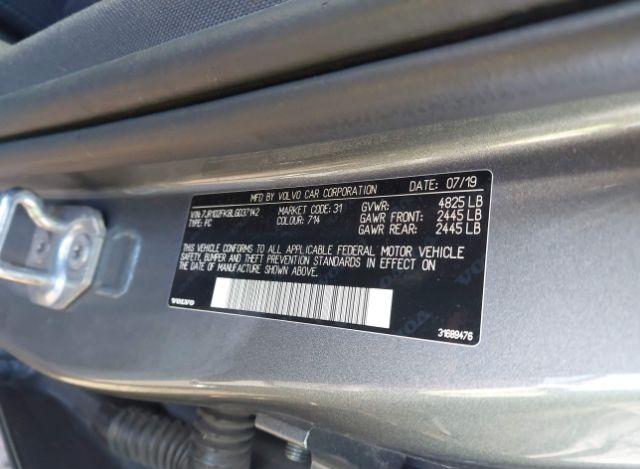 MFD BY VOLVO CAR CORPORATION DATE: 07/19
VIN:7JR102FK8LG037142 MARKET CODE: 31 GVWR: 4825 LB
TYPE: PC COLOUR: 714 GAWR FRONT: 2445 LB
GAWR REAR: 2445 LB
THIS VEHICLE CONFORMS TO ALL APPLICABLE FEDERAL MOTOR VEHICLE
SAFETY, BUMPER AND THEFT PREVENTION STANDARDS IN EFFECT ON
THE DATE OF MANUFACTURE SHOWN ABOVE.
VOLVO
31689476